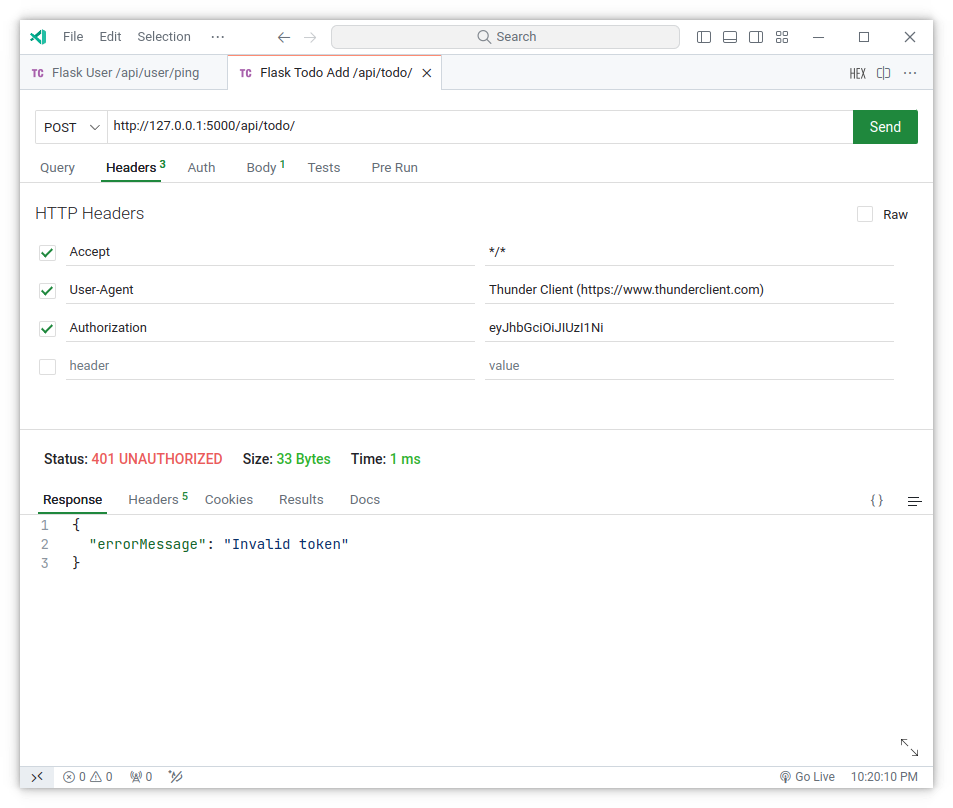 File Edit Selection ··· Search
TC Flask User /api/user/ping TC Flask Todo Add /api/todo/ HEX ···
POST http://127.0.0.1:5000/api/todo/ Send
Query Headers 3 Auth Body 1 Tests Pre Run
HTTP Headers Raw
Accept */*
User-Agent Thunder Client (https://www.thunderclient.com)
Authorization eyJhbGciOiJIUzI1Ni
header value
Status: 401 UNAUTHORIZED Size: 33 Bytes Time: 1 ms
Response Headers 5 Cookies Results Docs { }
1 {
2 "errorMessage": "Invalid token"
3 }
0 0 0 Go Live 10:20:10 PM